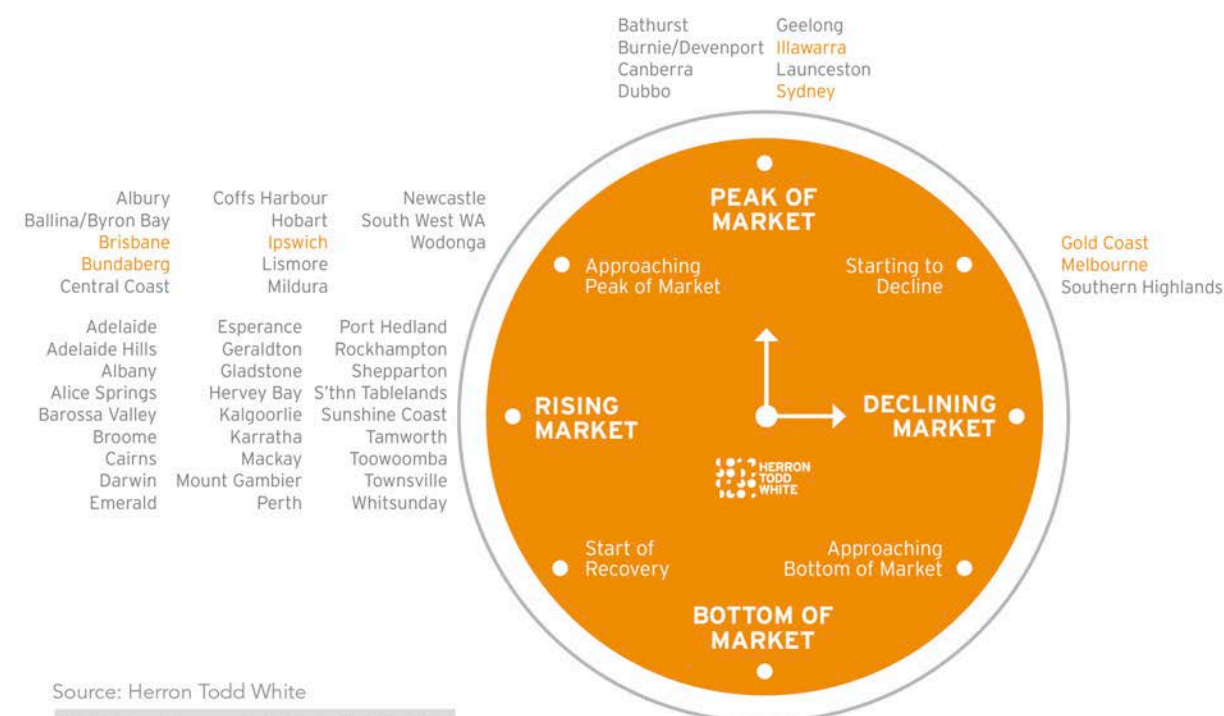 Bathurst Geelong
Burnie/Devenport Illawarra
Canberra Launceston
Dubbo Sydney
PEAK OF
MARKET
Albury Coffs Harbour Newcastle
Ballina/Byron Bay Hobart South West WA
Brisbane Ipswich Wodonga
Bundaberg Lismore
Central Coast Mildura
Approaching
Peak of Market
Starting to
Decline
Gold Coast
Melbourne
Southern Highlands
Adelaide Esperance Port Hedland
Adelaide Hills Geraldton Rockhampton
Albany Gladstone Shepparton
Alice Springs Hervey Bay S'thn Tablelands
Barossa Valley Kalgoorlie Sunshine Coast
Broome Karratha Tamworth
Cairns Mackay Toowoomba
Darwin Mount Gambier Townsville
Emerald Perth Whitsunday
RISING
MARKET
DECLINING
MARKET
HERRON
TODD
WHITE
Start of
Recovery
Approaching
Bottom of Market
BOTTOM OF
MARKET
Source: Herron Todd White